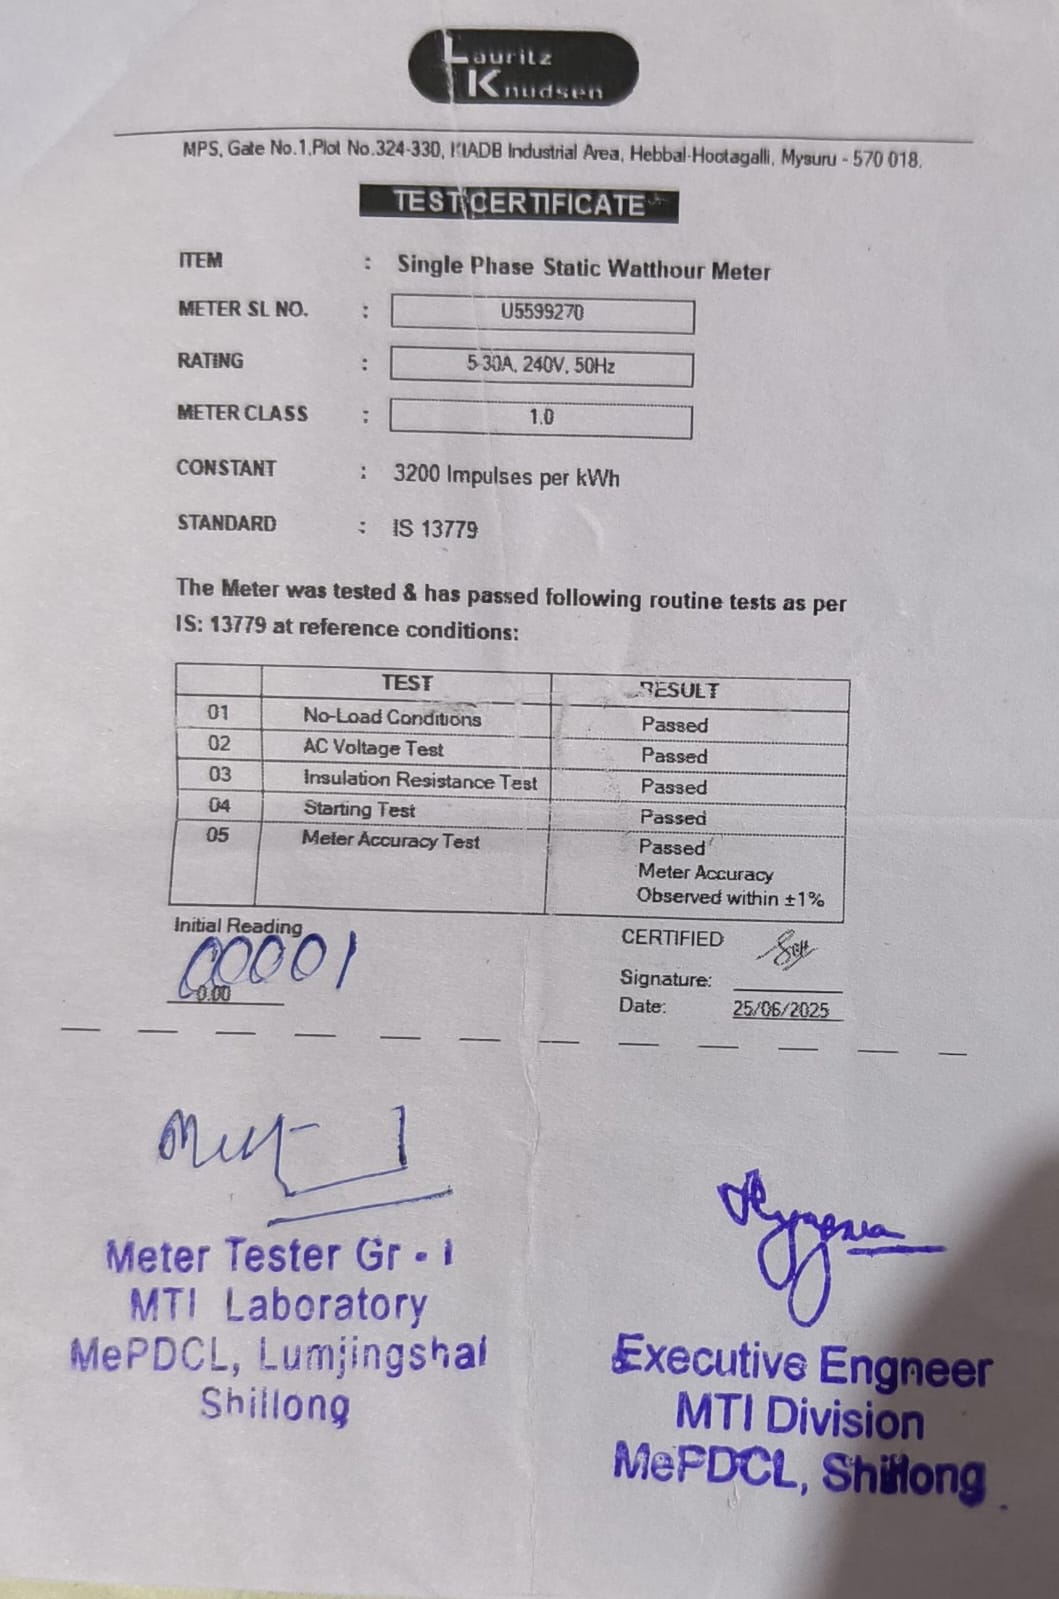 Lauritz
Knudsen
MPS, Gate No.1,Plot No.324-330, KIADB Industrial Area, Hebbal-Hootagalli, Mysuru - 570 018.
TEST CERTIFICATE
ITEM : Single Phase Static Watthour Meter
METER SL NO. : U5599270
RATING : 5-30A, 240V, 50Hz
METER CLASS : 1.0
CONSTANT : 3200 Impulses per kWh
STANDARD : IS 13779
The Meter was tested & has passed following routine tests as per
IS: 13779 at reference conditions:
TEST RESULT
01 No-Load Conditions Passed
02 AC Voltage Test Passed
03 Insulation Resistance Test Passed
04 Starting Test Passed
05 Meter Accuracy Test Passed
Meter Accuracy
Observed within ±1%
Initial Reading
00001
0.00
CERTIFIED
Signature:
Date: 25/06/2025
Meter Tester Gr - I
MTI Laboratory
MePDCL, Lumjingshai
Shillong
Executive Engneer
MTI Division
MePDCL, Shillong